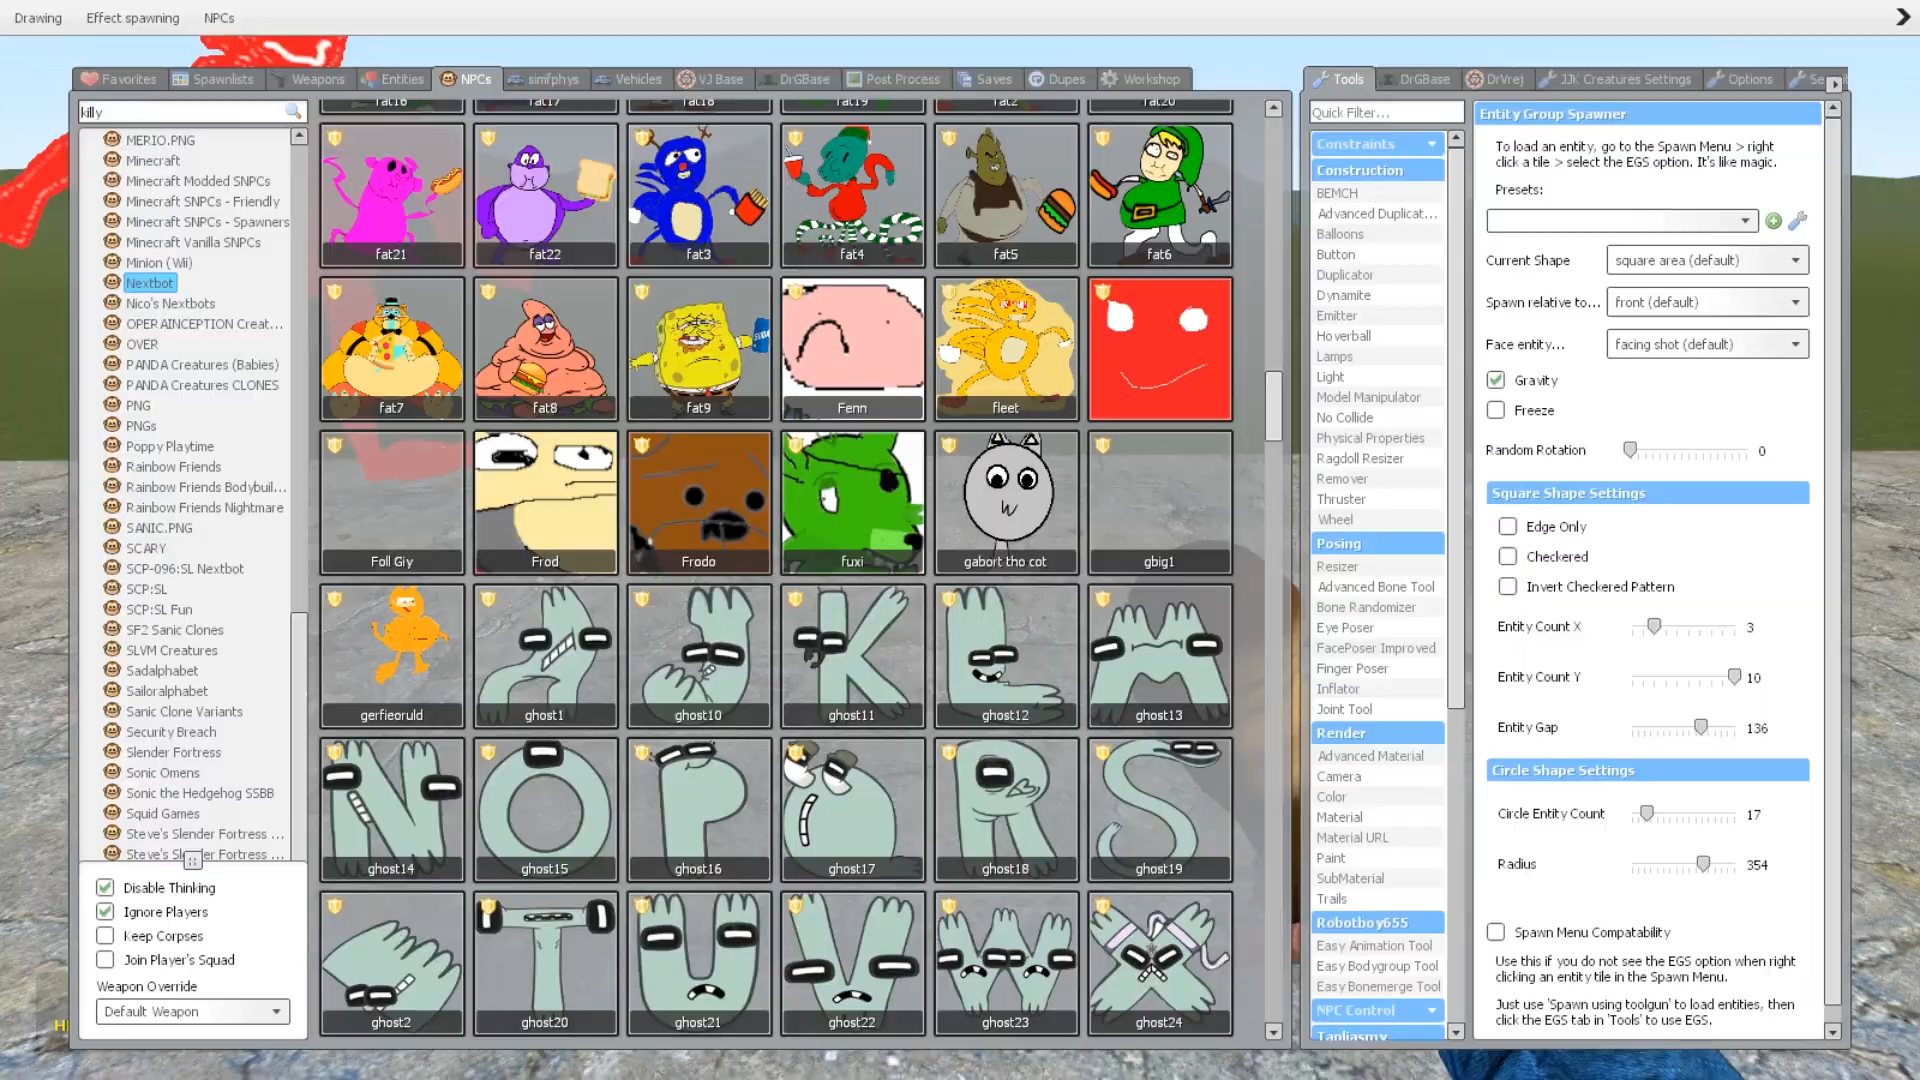 Drawing Effect spawning NPCs
Favorites Spawnlists Weapons Entities NPCs simfphys Vehicles VJ Base DrGBase Post Process Saves Dupes Workshop
Tools DrGBase DrVrej JJK Creatures Settings Options
killy
MERIO.PNG
Minecraft
Minecraft Modded SNPCs
Minecraft SNPCs - Friendly
Minecraft SNPCs - Spawners
Minecraft Vanilla SNPCs
Minion (Wii)
Nextbot
Nico's Nextbots
OPERAINCEPTION Creat...
OVER
PANDA Creatures (Babies)
PANDA Creatures CLONES
PNG
PNGs
Poppy Playtime
Rainbow Friends
Rainbow Friends Bodybuil...
Rainbow Friends Nightmare
SANIC.PNG
SCARY
SCP-096:SL Nextbot
SCP:SL
SCP:SL Fun
SF2 Sanic Clones
SLVM Creatures
Sadalphabet
Sailoralphabet
Sanic Clone Variants
Security Breach
Slender Fortress
Sonic Omens
Sonic the Hedgehog SSBB
Squid Games
Steve's Slender Fortress ...
Steve's Slender Fortress ...
Disable Thinking
Ignore Players
Keep Corpses
Join Player's Squad
Weapon Override
Default Weapon
fat16 fat17 fat18 fat19 fat2 fat20
fat21 fat22 fat3 fat4 fat5 fat6
fat7 fat8 fat9 Fenn fleet
Foll Giy Frod Frodo fuxi gabort tho cot gbig1
gerfieoruld ghost1 ghost10 ghost11 ghost12 ghost13
ghost14 ghost15 ghost16 ghost17 ghost18 ghost19
ghost2 ghost20 ghost21 ghost22 ghost23 ghost24
Quick Filter...
Constraints
Construction
BEMCH
Advanced Duplicat...
Balloons
Button
Duplicator
Dynamite
Emitter
Hoverball
Lamps
Light
Model Manipulator
No Collide
Physical Properties
Ragdoll Resizer
Remover
Thruster
Wheel
Posing
Resizer
Advanced Bone Tool
Bone Randomizer
Eye Poser
FacePoser Improved
Finger Poser
Inflator
Joint Tool
Render
Advanced Material
Camera
Color
Material
Material URL
Paint
SubMaterial
Trails
Robotboy655
Easy Animation Tool
Easy Bodygroup Tool
Easy Bonemerge Tool
NPC Control
Entity Group Spawner
To load an entity, go to the Spawn Menu > right
click a tile > select the EGS option. It's like magic.
Presets:
Current Shape square area (default)
Spawn relative to... front (default)
Face entity... facing shot (default)
Gravity
Freeze
Random Rotation 0
Square Shape Settings
Edge Only
Checkered
Invert Checkered Pattern
Entity Count X 3
Entity Count Y 10
Entity Gap 136
Circle Shape Settings
Circle Entity Count 17
Radius 354
Spawn Menu Compatability
Use this if you do not see the EGS option when right
clicking an entity tile in the Spawn Menu.
Just use 'Spawn using toolgun' to load entities, then
click the EGS tab in 'Tools' to use EGS.